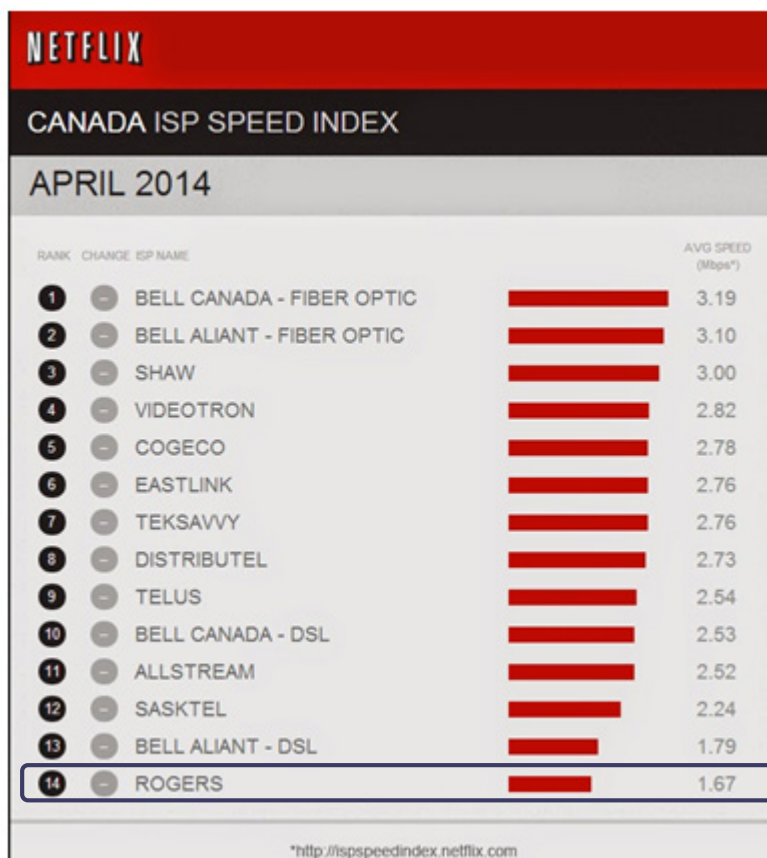 NETFLIX
CANADA ISP SPEED INDEX
APRIL 2014
RANK CHANGE ISP NAME AVG SPEED (Mbps*)
1 – BELL CANADA - FIBER OPTIC 3.19
2 – BELL ALIANT - FIBER OPTIC 3.10
3 – SHAW 3.00
4 – VIDEOTRON 2.82
5 – COGECO 2.78
6 – EASTLINK 2.76
7 – TEKSAVVY 2.76
8 – DISTRIBUTEL 2.73
9 – TELUS 2.54
10 – BELL CANADA - DSL 2.53
11 – ALLSTREAM 2.52
12 – SASKTEL 2.24
13 – BELL ALIANT - DSL 1.79
14 – ROGERS 1.67
*http://ispspeedindex.netflix.com